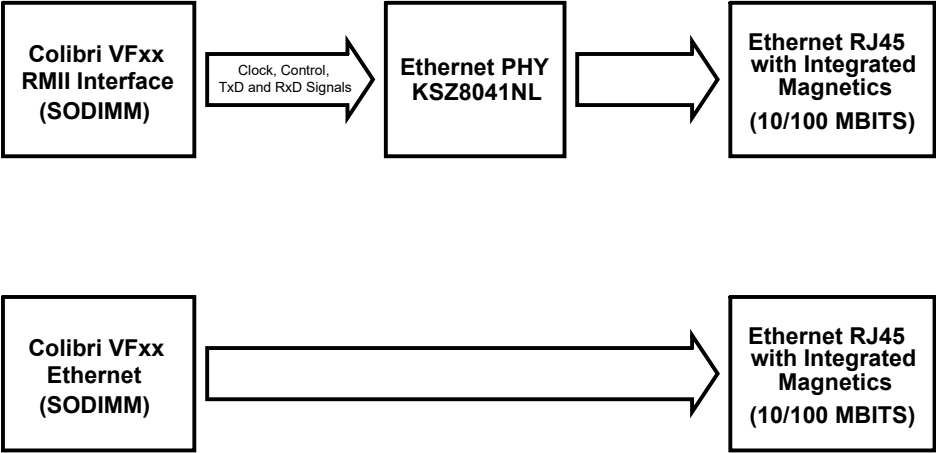 Colibri VFxx
RMII Interface
(SODIMM)
Clock, Control,
TxD and RxD Signals
Ethernet PHY
KSZ8041NL
Ethernet RJ45
with Integrated
Magnetics
(10/100 MBITS)
Colibri VFxx
Ethernet
(SODIMM)
Ethernet RJ45
with Integrated
Magnetics
(10/100 MBITS)